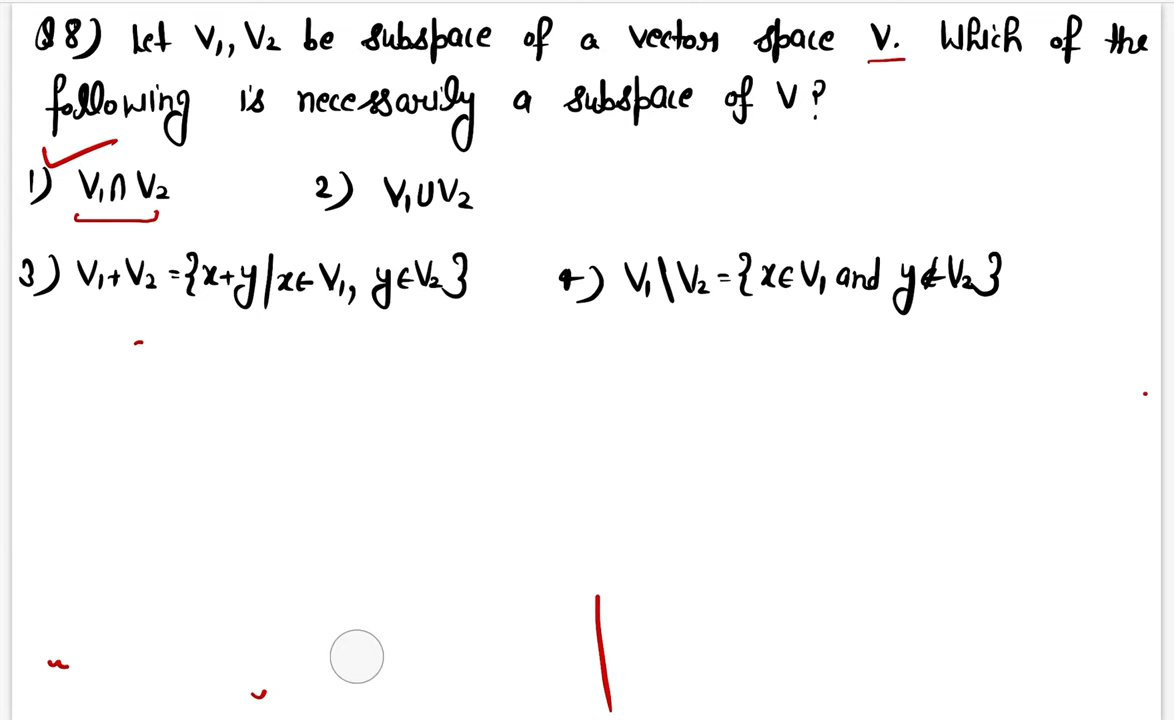 Q8) Let V₁, V₂ be subspace of a vector space V. Which of the
following is necessarily a subspace of V?
1) V₁∩V₂ 2) V₁∪V₂
3) V₁+V₂ = {x+y/x∈V₁, y∈V₂} 4) V₁\V₂ = {x∈V₁ and y∉V₂}